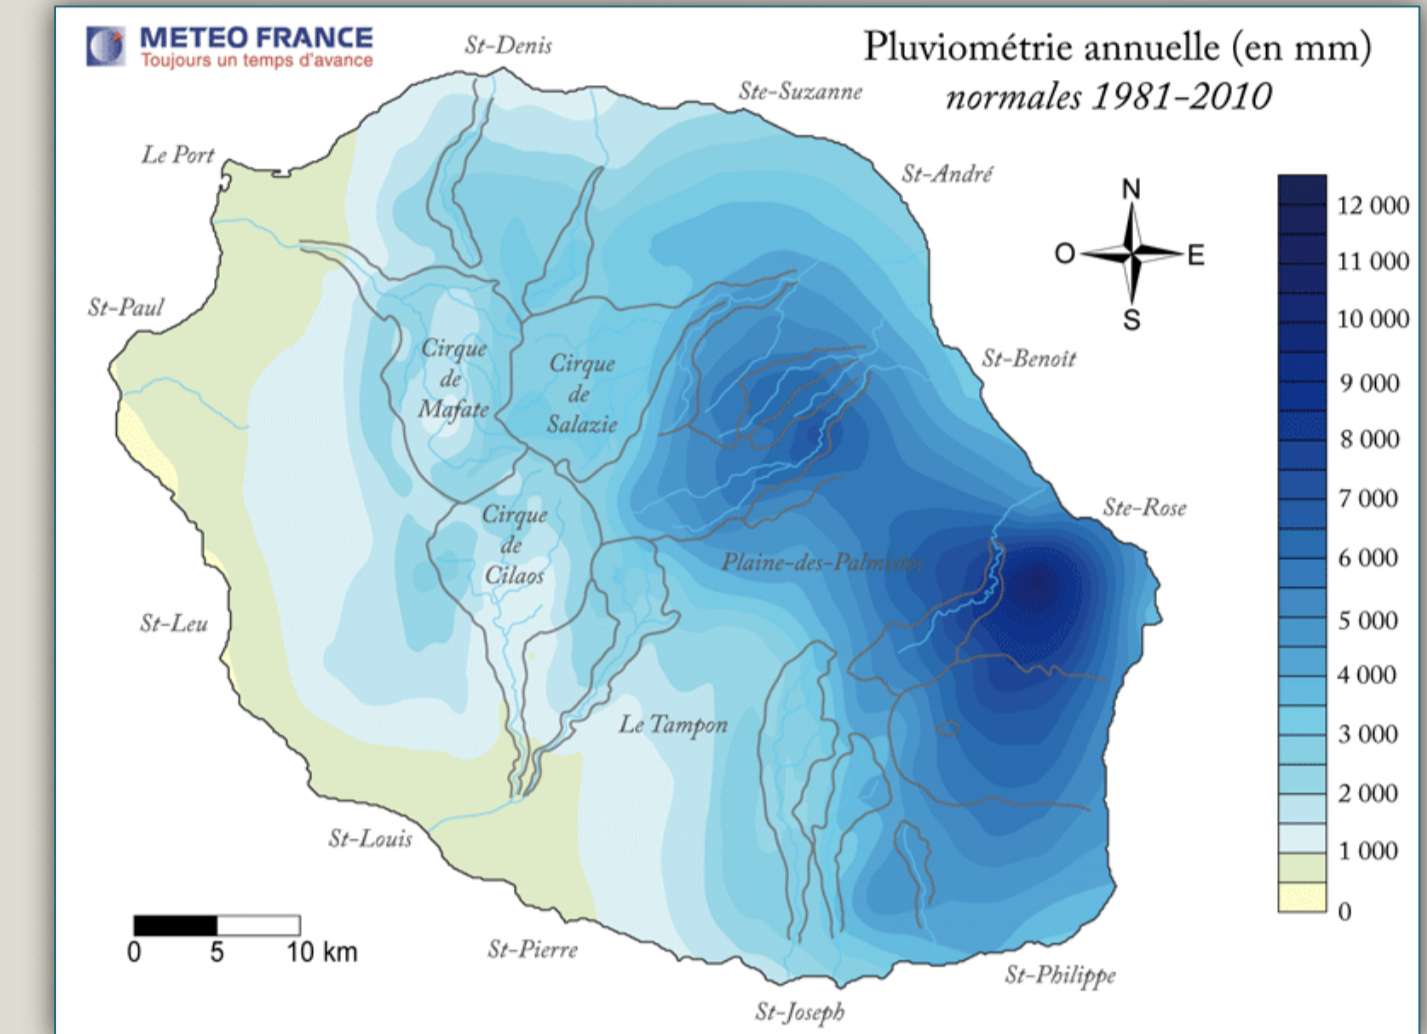 METEO FRANCE
Toujours un temps d'avance
Pluviométrie annuelle (en mm)
normales 1981-2010
St-Denis
Ste-Suzanne
Le Port
St-André
N
O
E
S
St-Paul
St-Benoît
Cirque
de
Mafate
Cirque
de
Salazie
Cirque
de
Cilaos
Ste-Rose
Plaine-des-Palmistes
St-Leu
Le Tampon
St-Louis
St-Pierre
St-Philippe
St-Joseph
12 000
11 000
10 000
9 000
8 000
7 000
6 000
5 000
4 000
3 000
2 000
1 000
0
0 5 10 km